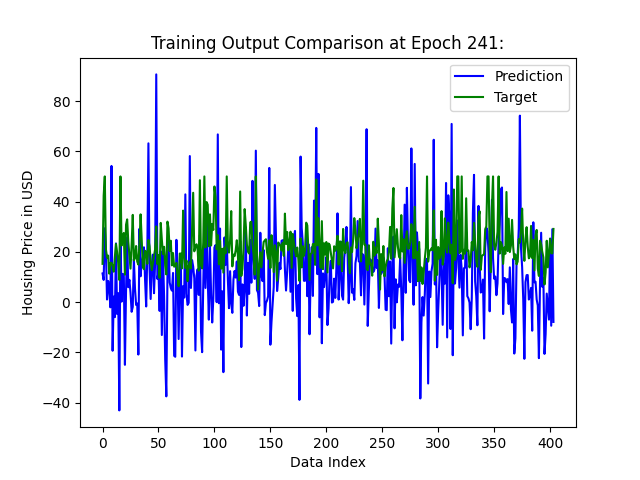 Training Output Comparison at Epoch 241:
Prediction
Target
Housing Price in USD
80
60
40
20
0
−20
−40
0 50 100 150 200 250 300 350 400
Data Index